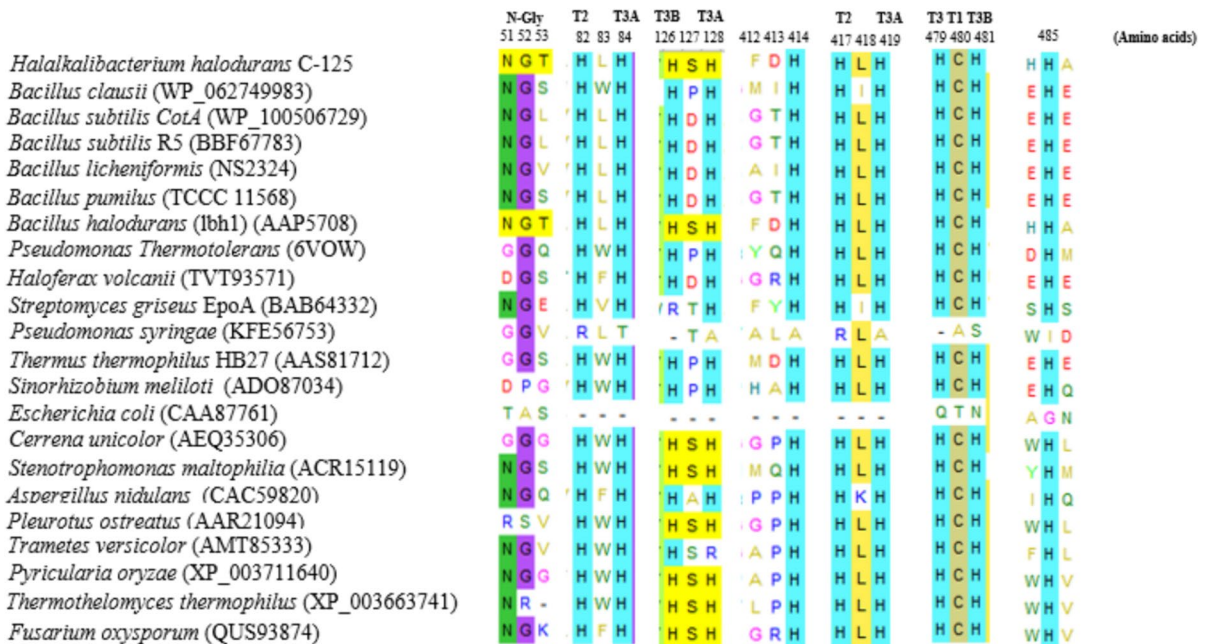 N-Gly T2 T3A T3B T3A T2 T3A T3 T1 T3B
51 52 53 82 83 84 126 127 128 412 413 414 417 418 419 479 480 481 485 (Amino acids)
Halalkalibacterium halodurans C-125 N G T H L H H S H F D H H L H H C H H H A
Bacillus clausii (WP_062749983) N G S H W H H P H M I H H I H H C H E H E
Bacillus subtilis CotA (WP_100506729) N G L H L H H D H G T H H L H H C H E H E
Bacillus subtilis R5 (BBF67783) N G L H L H H D H G T H H L H H C H E H E
Bacillus licheniformis (NS2324) N G V H L H H D H A I H H L H H C H E H E
Bacillus pumilus (TCCC 11568) N G S H L H H D H G T H H L H H C H E H E
Bacillus halodurans (lbh1) (AAP5708) N G T H L H H S H F D H H L H H C H H H A
Pseudomonas Thermotolerans (6VOW) G G Q H W H H P H Y Q H H L H H C H D H M
Haloferax volcanii (TVT93571) D G S H F H H D H G R H H L H H C H E H E
Streptomyces griseus EpoA (BAB64332) N G E H V H R T H F Y H H I H H C H S H S
Pseudomonas syringae (KFE56753) G G V R L T - T A A L A R L A - A S W I D
Thermus thermophilus HB27 (AAS81712) G G S H W H H P H M D H H L H H C H E H E
Sinorhizobium meliloti (ADO87034) D P G H W H H P H H A H H L H H C H E H Q
Escherichia coli (CAA87761) T A S - - - - - - - - - - - - Q T N A G N
Cerrena unicolor (AEQ35306) G G G H W H H S H G P H H L H H C H W H L
Stenotrophomonas maltophilia (ACR15119) N G S H W H H S H M Q H H L H H C H Y H M
Aspergillus nidulans (CAC59820) N G Q H F H H A H P P H H K H H C H I H Q
Pleurotus ostreatus (AAR21094) R S V H W H H S H G P H H L H H C H W H L
Trametes versicolor (AMT85333) N G V H W H H S R A P H H L H H C H F H L
Pyricularia oryzae (XP_003711640) N G G H W H H S H A P H H L H H C H W H V
Thermothelomyces thermophilus (XP_003663741) N R - H W H H S H L P H H L H H C H W H V
Fusarium oxysporum (QUS93874) N G K H F H H S H G R H H L H H C H W H V